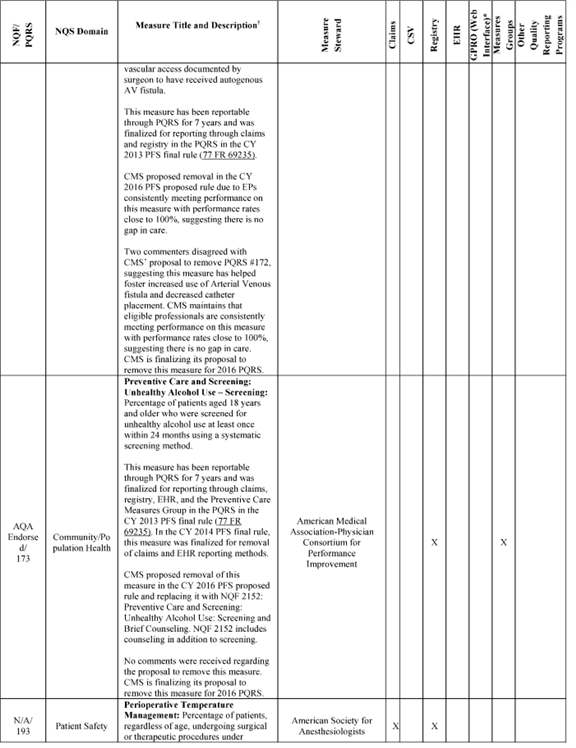 NQF/
PQRS
NQS Domain
Measure Title and Description†
Measure
Steward
Claims
CSV
Registry
EHR
GPRO (Web
Interface)*
Measures
Groups
Other
Quality
Reporting
Programs
vascular access documented by
surgeon to have received autogenous
AV fistula.
This measure has been reportable
through PQRS for 7 years and was
finalized for reporting through claims
and registry in the PQRS in the CY
2013 PFS final rule (77 FR 69235).
CMS proposed removal in the CY
2016 PFS proposed rule due to EPs
consistently meeting performance on
this measure with performance rates
close to 100%, suggesting there is no
gap in care.
Two commenters disagreed with
CMS' proposal to remove PQRS #172,
suggesting this measure has helped
foster increased use of Arterial Venous
fistula and decreased catheter
placement. CMS maintains that
eligible professionals are consistently
meeting performance on this measure
with performance rates close to 100%,
suggesting there is no gap in care.
CMS is finalizing its proposal to
remove this measure for 2016 PQRS.
AQA
Endorse
d/
173
Community/Po
pulation Health
Preventive Care and Screening:
Unhealthy Alcohol Use – Screening:
Percentage of patients aged 18 years
and older who were screened for
unhealthy alcohol use at least once
within 24 months using a systematic
screening method.
This measure has been reportable
through PQRS for 7 years and was
finalized for reporting through claims,
registry, EHR, and the Preventive Care
Measures Group in the PQRS in the
CY 2013 PFS final rule (77 FR
69235). In the CY 2014 PFS final rule,
this measure was finalized for removal
of claims and EHR reporting methods.
CMS proposed removal of this
measure in the CY 2016 PFS proposed
rule and replacing it with NQF 2152:
Preventive Care and Screening:
Unhealthy Alcohol Use: Screening and
Brief Counseling. NQF 2152 includes
counseling in addition to screening.
No comments were received regarding
the proposal to remove this measure.
CMS is finalizing its proposal to
remove this measure for 2016 PQRS.
American Medical
Association-Physician
Consortium for
Performance
Improvement
X
X
N/A/
193
Patient Safety
Perioperative Temperature
Management: Percentage of patients,
regardless of age, undergoing surgical
or therapeutic procedures under
American Society for
Anesthesiologists
X
X